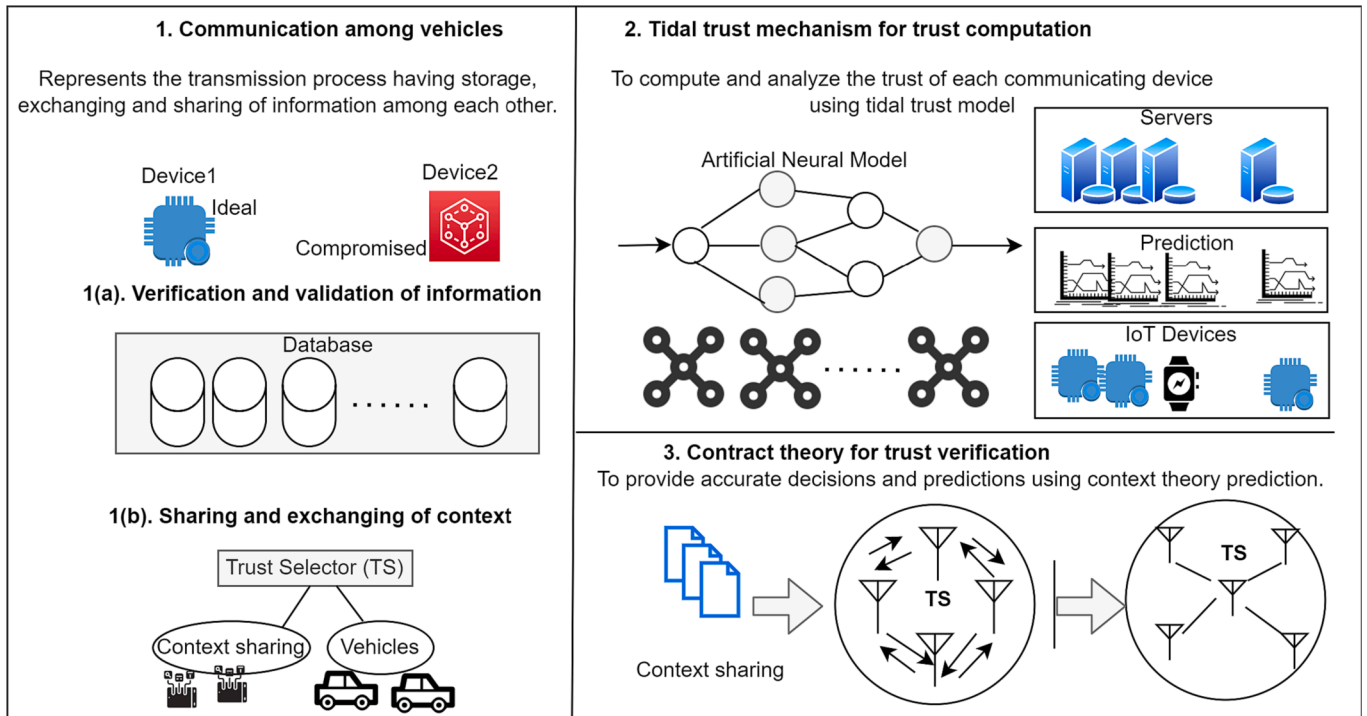 1. Communication among vehicles
Represents the transmission process having storage,
exchanging and sharing of information among each other.
Device1
Ideal
Device2
Compromised
1(a). Verification and validation of information
Database
1(b). Sharing and exchanging of context
Trust Selector (TS)
Context sharing
Vehicles
2. Tidal trust mechanism for trust computation
To compute and analyze the trust of each communicating device
using tidal trust model
Artificial Neural Model
Servers
Prediction
IoT Devices
3. Contract theory for trust verification
To provide accurate decisions and predictions using context theory prediction.
Context sharing
TS
TS